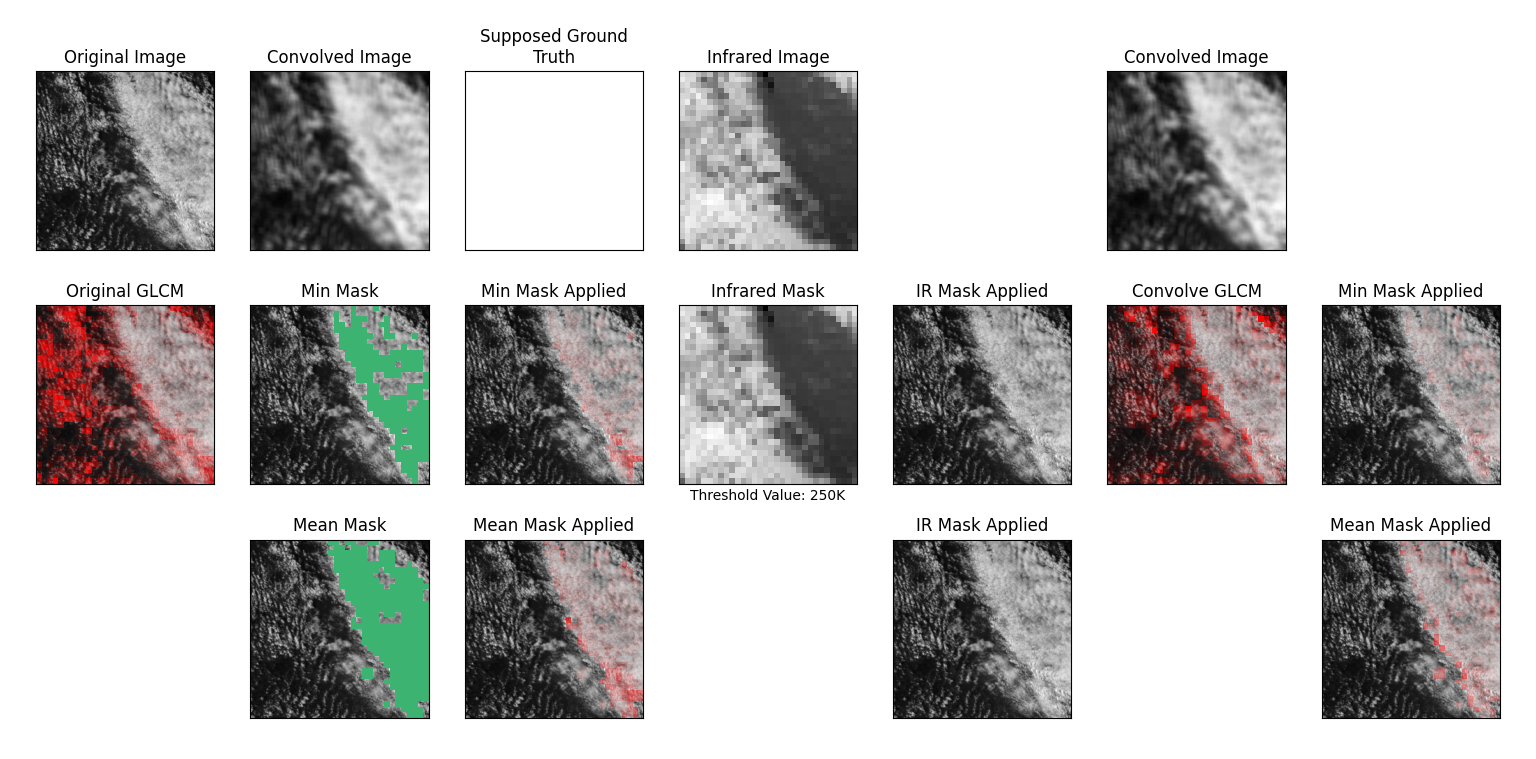 Original Image
Convolved Image
Supposed Ground
Truth
Infrared Image
Convolved Image
Original GLCM
Min Mask
Min Mask Applied
Infrared Mask
IR Mask Applied
Convolve GLCM
Min Mask Applied
Threshold Value: 250K
Mean Mask
Mean Mask Applied
IR Mask Applied
Mean Mask Applied